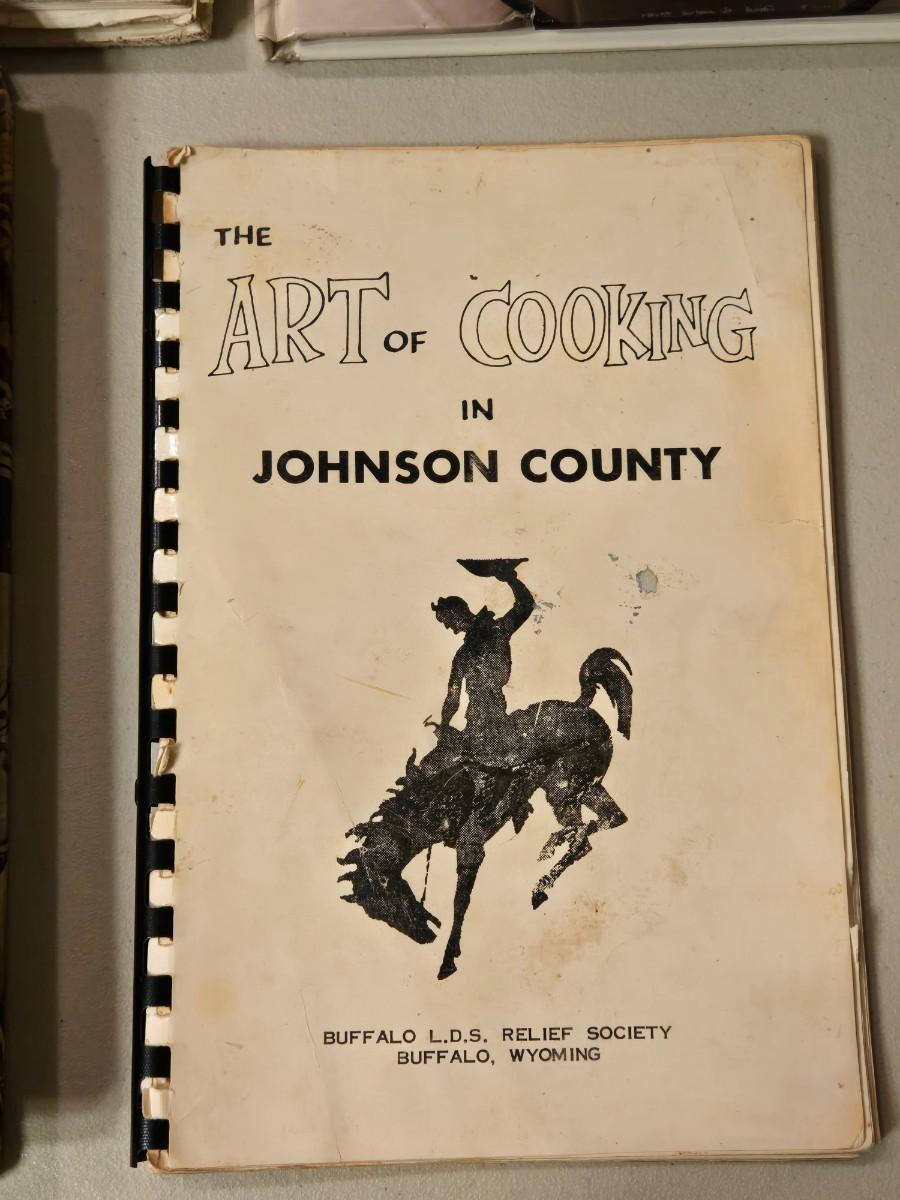 THE
ART OF COOKING
IN
JOHNSON COUNTY
BUFFALO L.D.S. RELIEF SOCIETY
BUFFALO, WYOMING